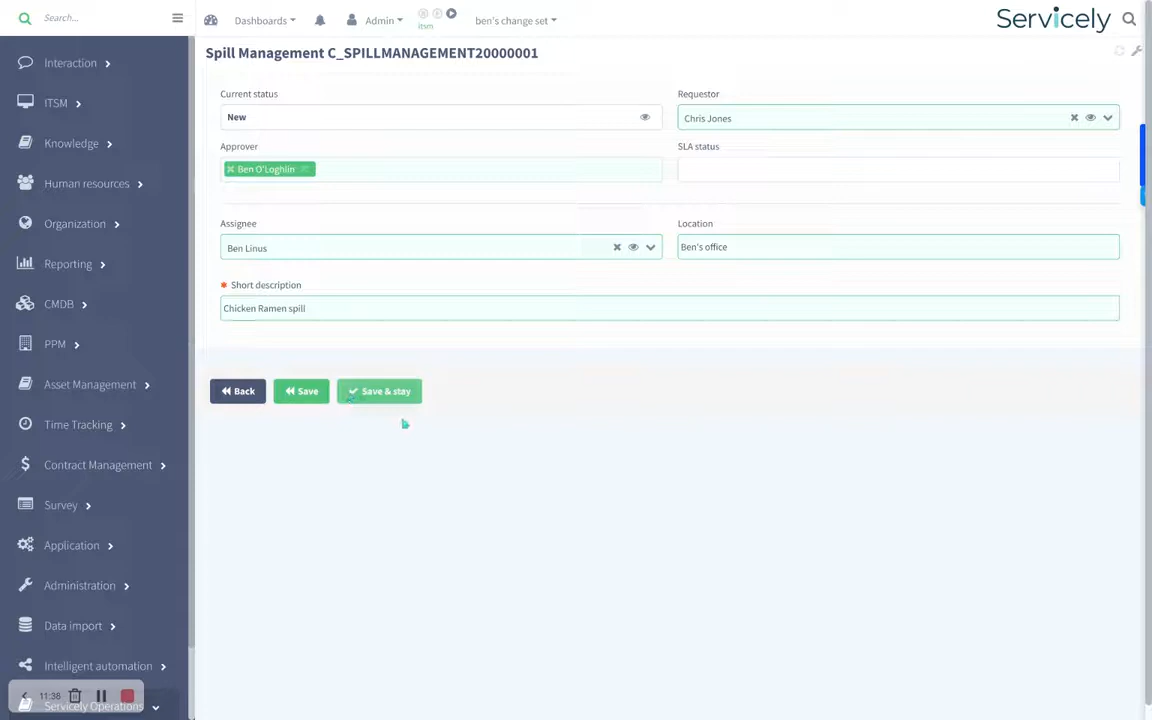 Search...
Dashboards
Admin
itsm
ben's change set
Servicely
Spill Management C_SPILLMANAGEMENT20000001
Interaction
ITSM
Knowledge
Human resources
Organization
Reporting
CMDB
PPM
Asset Management
Time Tracking
Contract Management
Survey
Application
Administration
Data import
Intelligent automation
Servicely Operations
11:38
Current status
New
Requestor
Chris Jones
Approver
Ben O'Loghlin
SLA status
Assignee
Ben Linus
Location
Ben's office
* Short description
Chicken Ramen spill
Back
Save
Save & stay